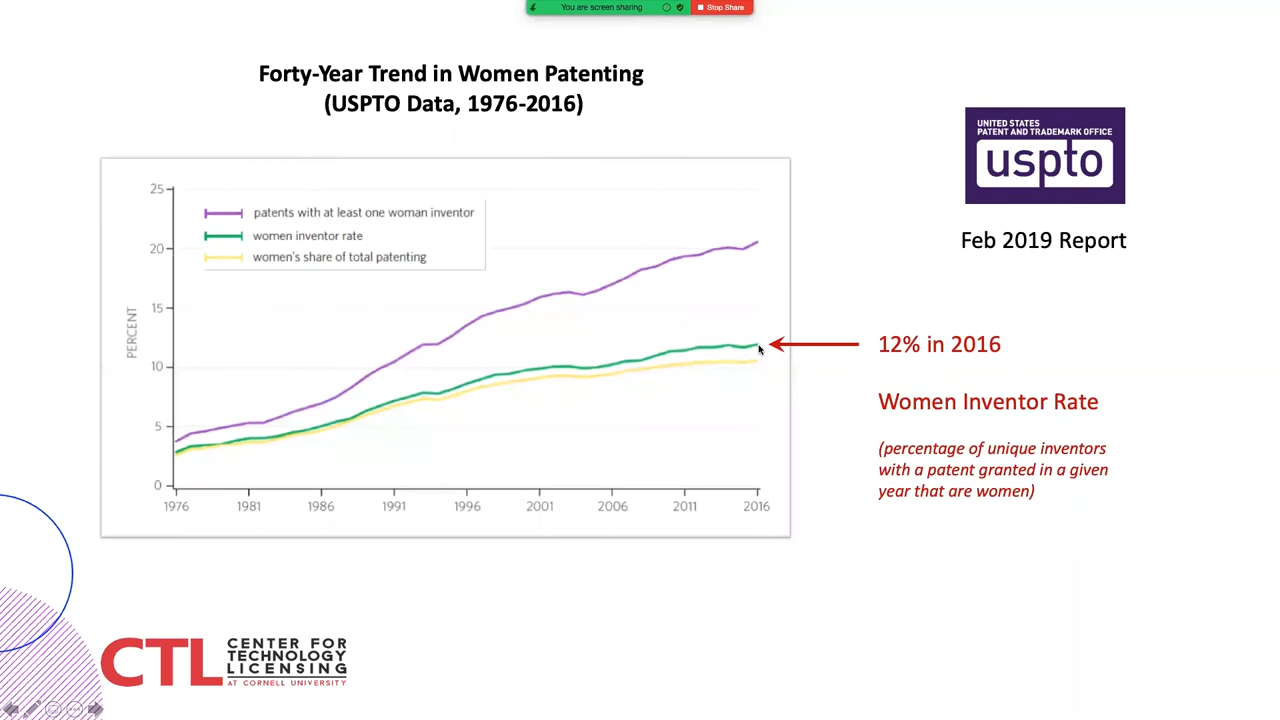 You are screen sharing
Stop Share
Forty-Year Trend in Women Patenting
(USPTO Data, 1976-2016)
UNITED STATES
PATENT AND TRADEMARK OFFICE
uspto
Feb 2019 Report
25
20
15
10
5
0
PERCENT
patents with at least one woman inventor
women inventor rate
women's share of total patenting
1976 1981 1986 1991 1996 2001 2006 2011 2016
12% in 2016
Women Inventor Rate
(percentage of unique inventors
with a patent granted in a given
year that are women)
CTL
CENTER FOR
TECHNOLOGY
LICENSING
AT CORNELL UNIVERSITY